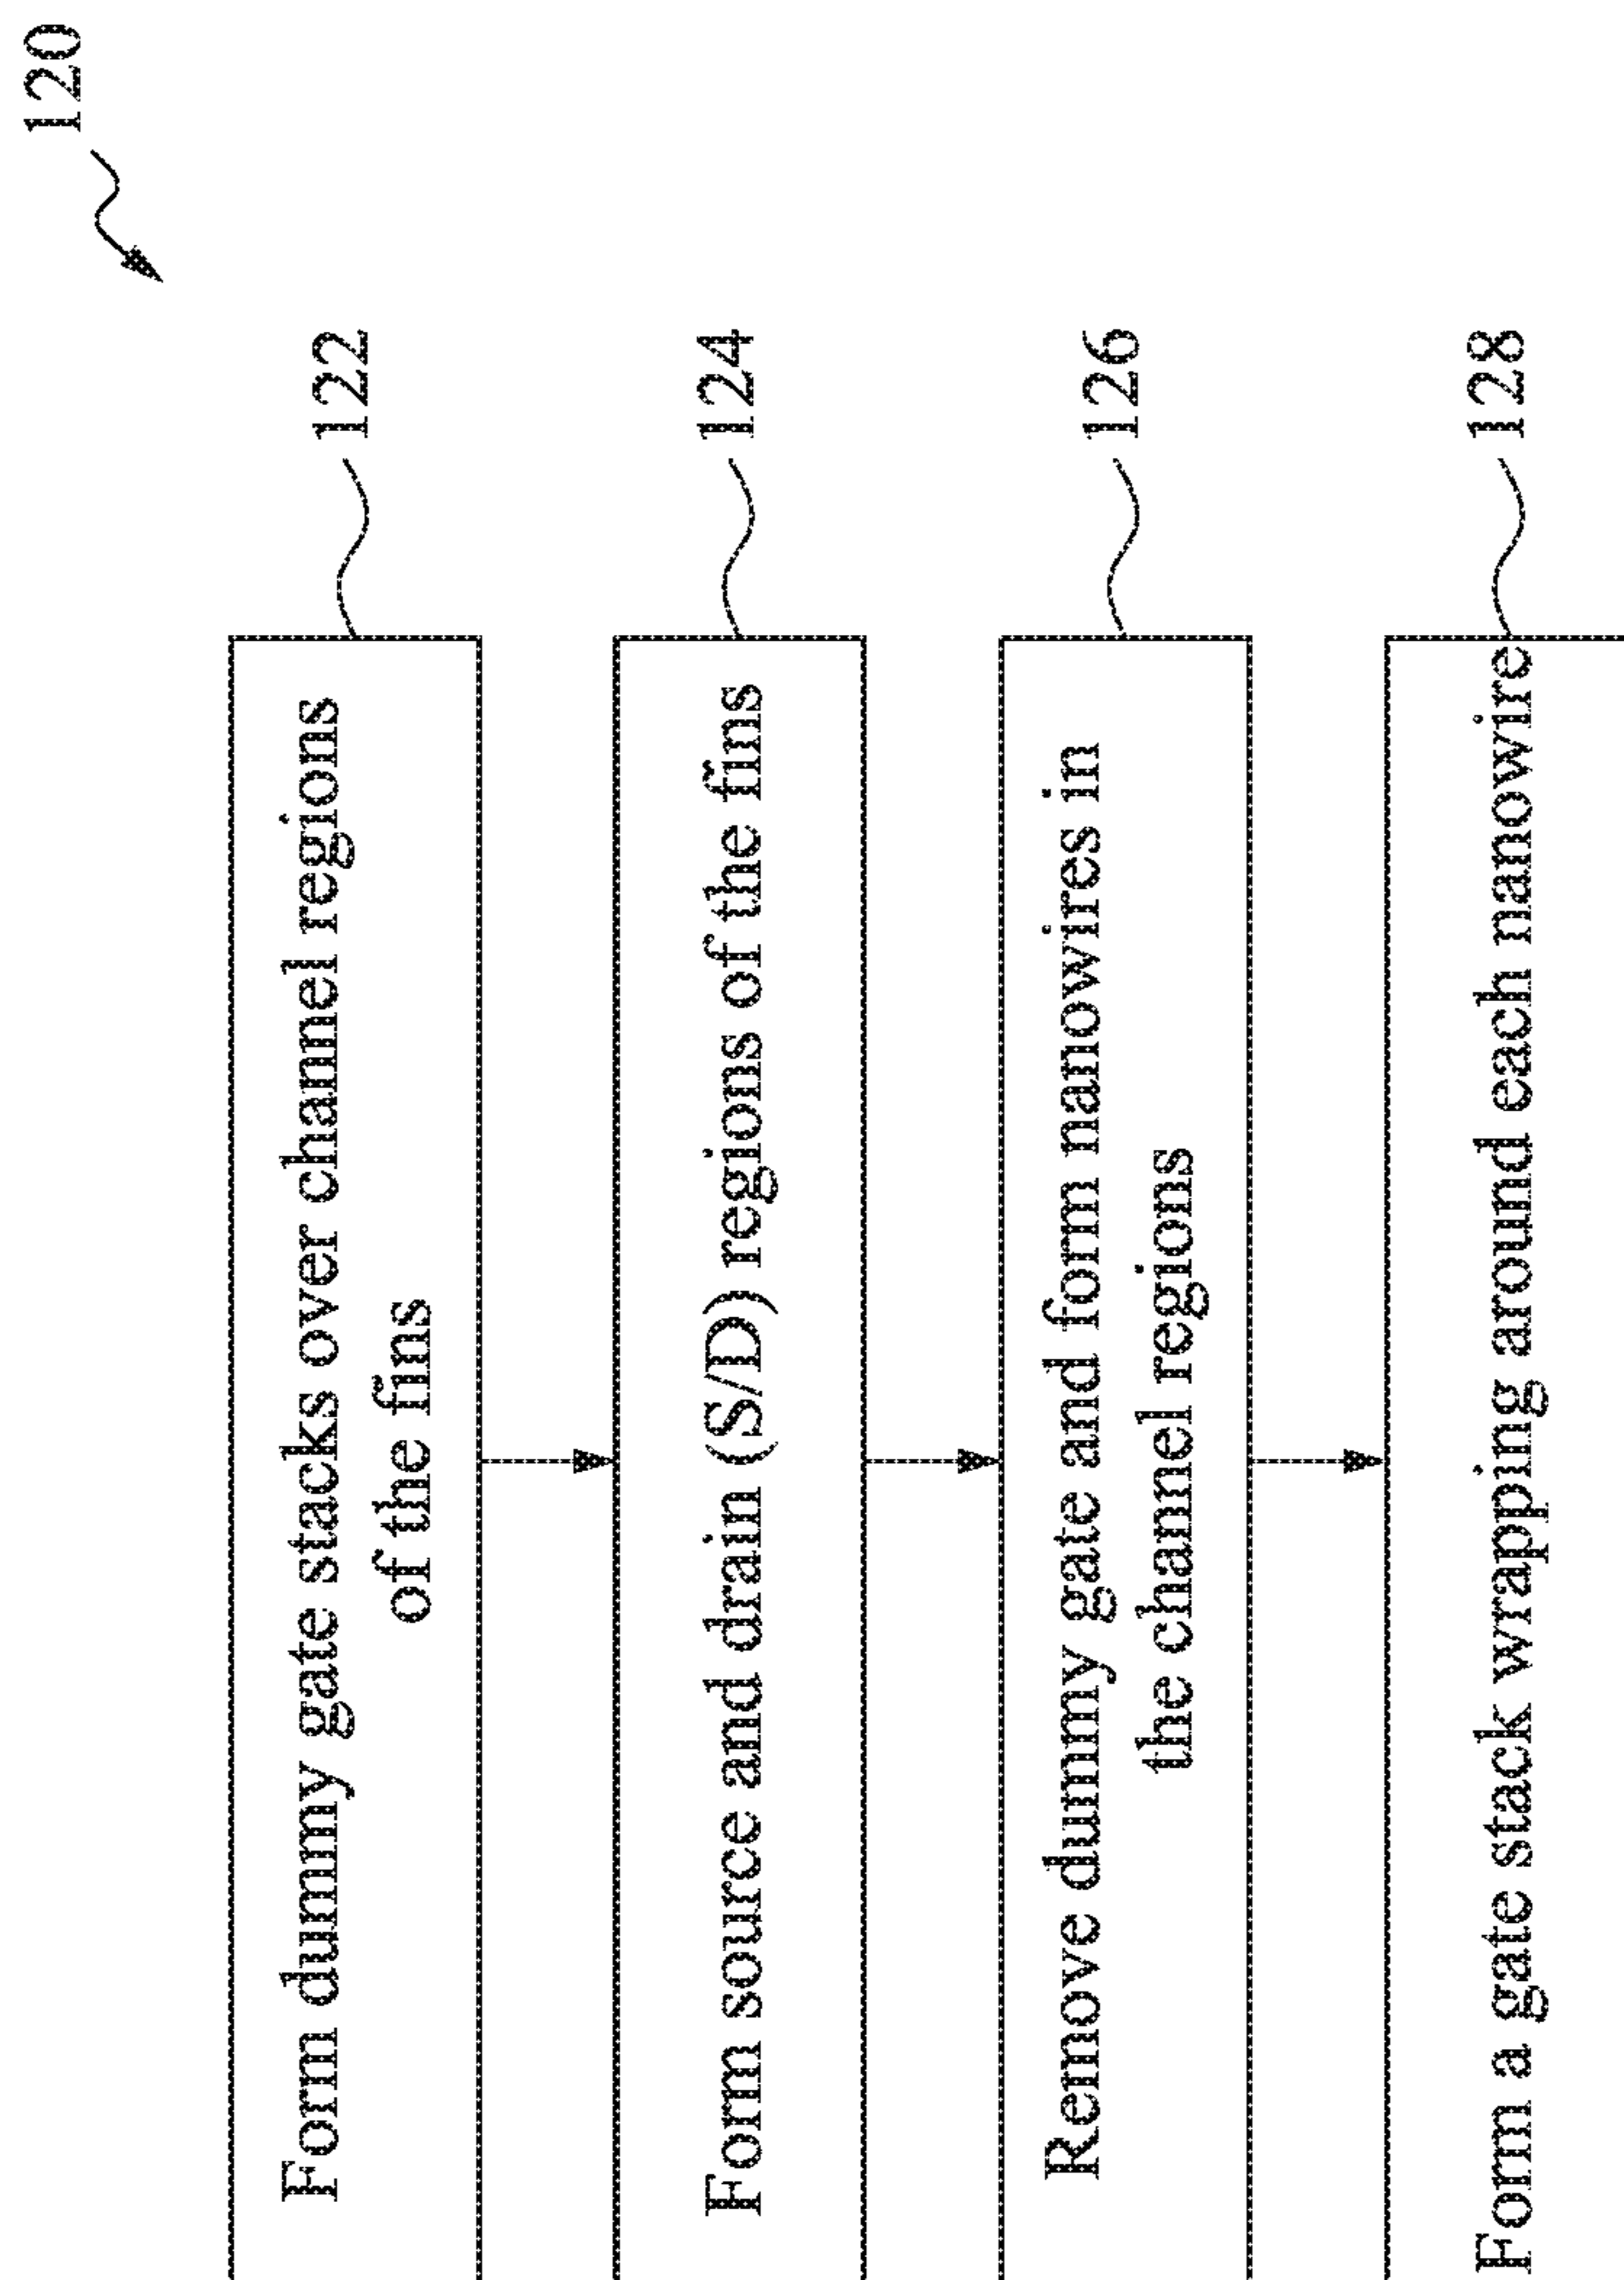 120
Form dummy gate stacks over channel regions
of the fins
122
Form source and drain (S/D) regions of the fins
124
Remove dummy gate and form nanowires in
the channel regions
126
Form a gate stack wrapping around each nanowire
128